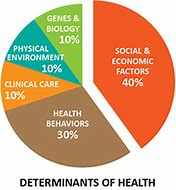 GENES &
BIOLOGY
10%
PHYSICAL
ENVIRONMENT
10%
SOCIAL &
ECONOMIC
FACTORS
40%
CLINICAL CARE
10%
HEALTH
BEHAVIORS
30%
DETERMINANTS OF HEALTH